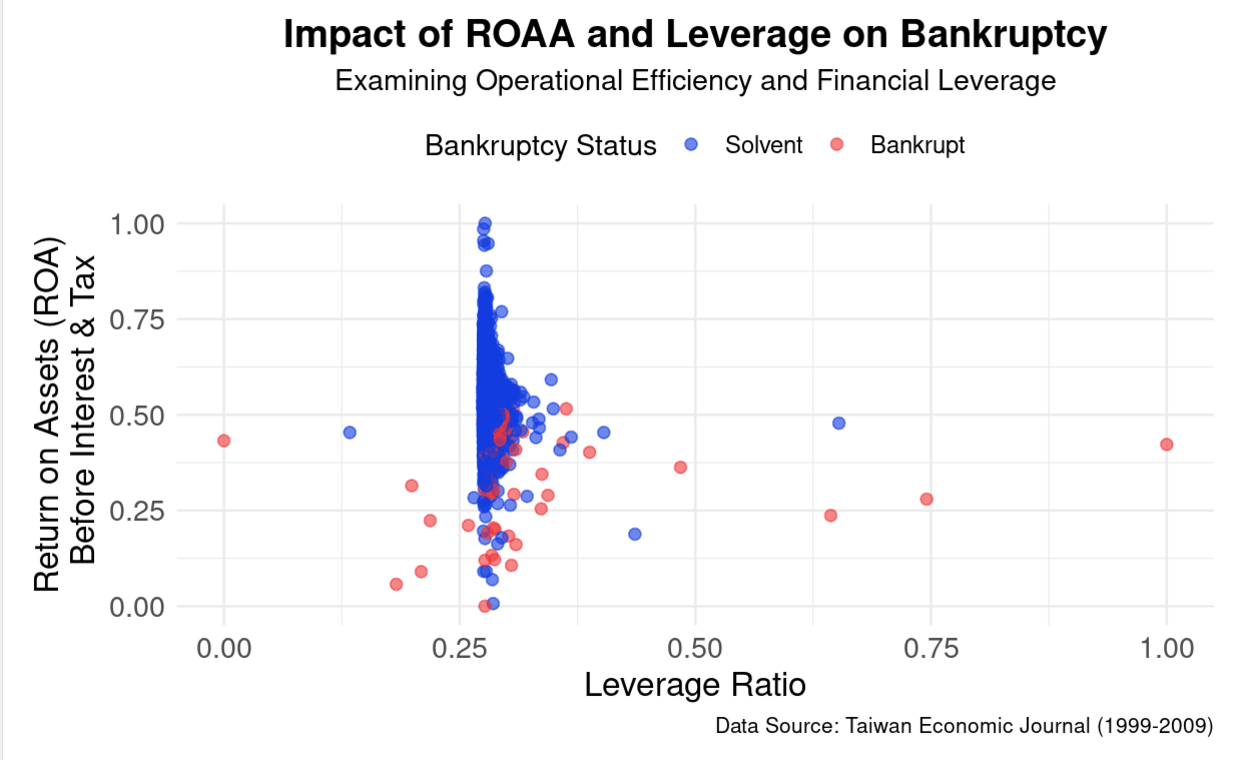 Impact of ROAA and Leverage on Bankruptcy
Examining Operational Efficiency and Financial Leverage
Bankruptcy Status Solvent Bankrupt
Return on Assets (ROA)
Before Interest & Tax
1.00
0.75
0.50
0.25
0.00
0.00 0.25 0.50 0.75 1.00
Leverage Ratio
Data Source: Taiwan Economic Journal (1999-2009)